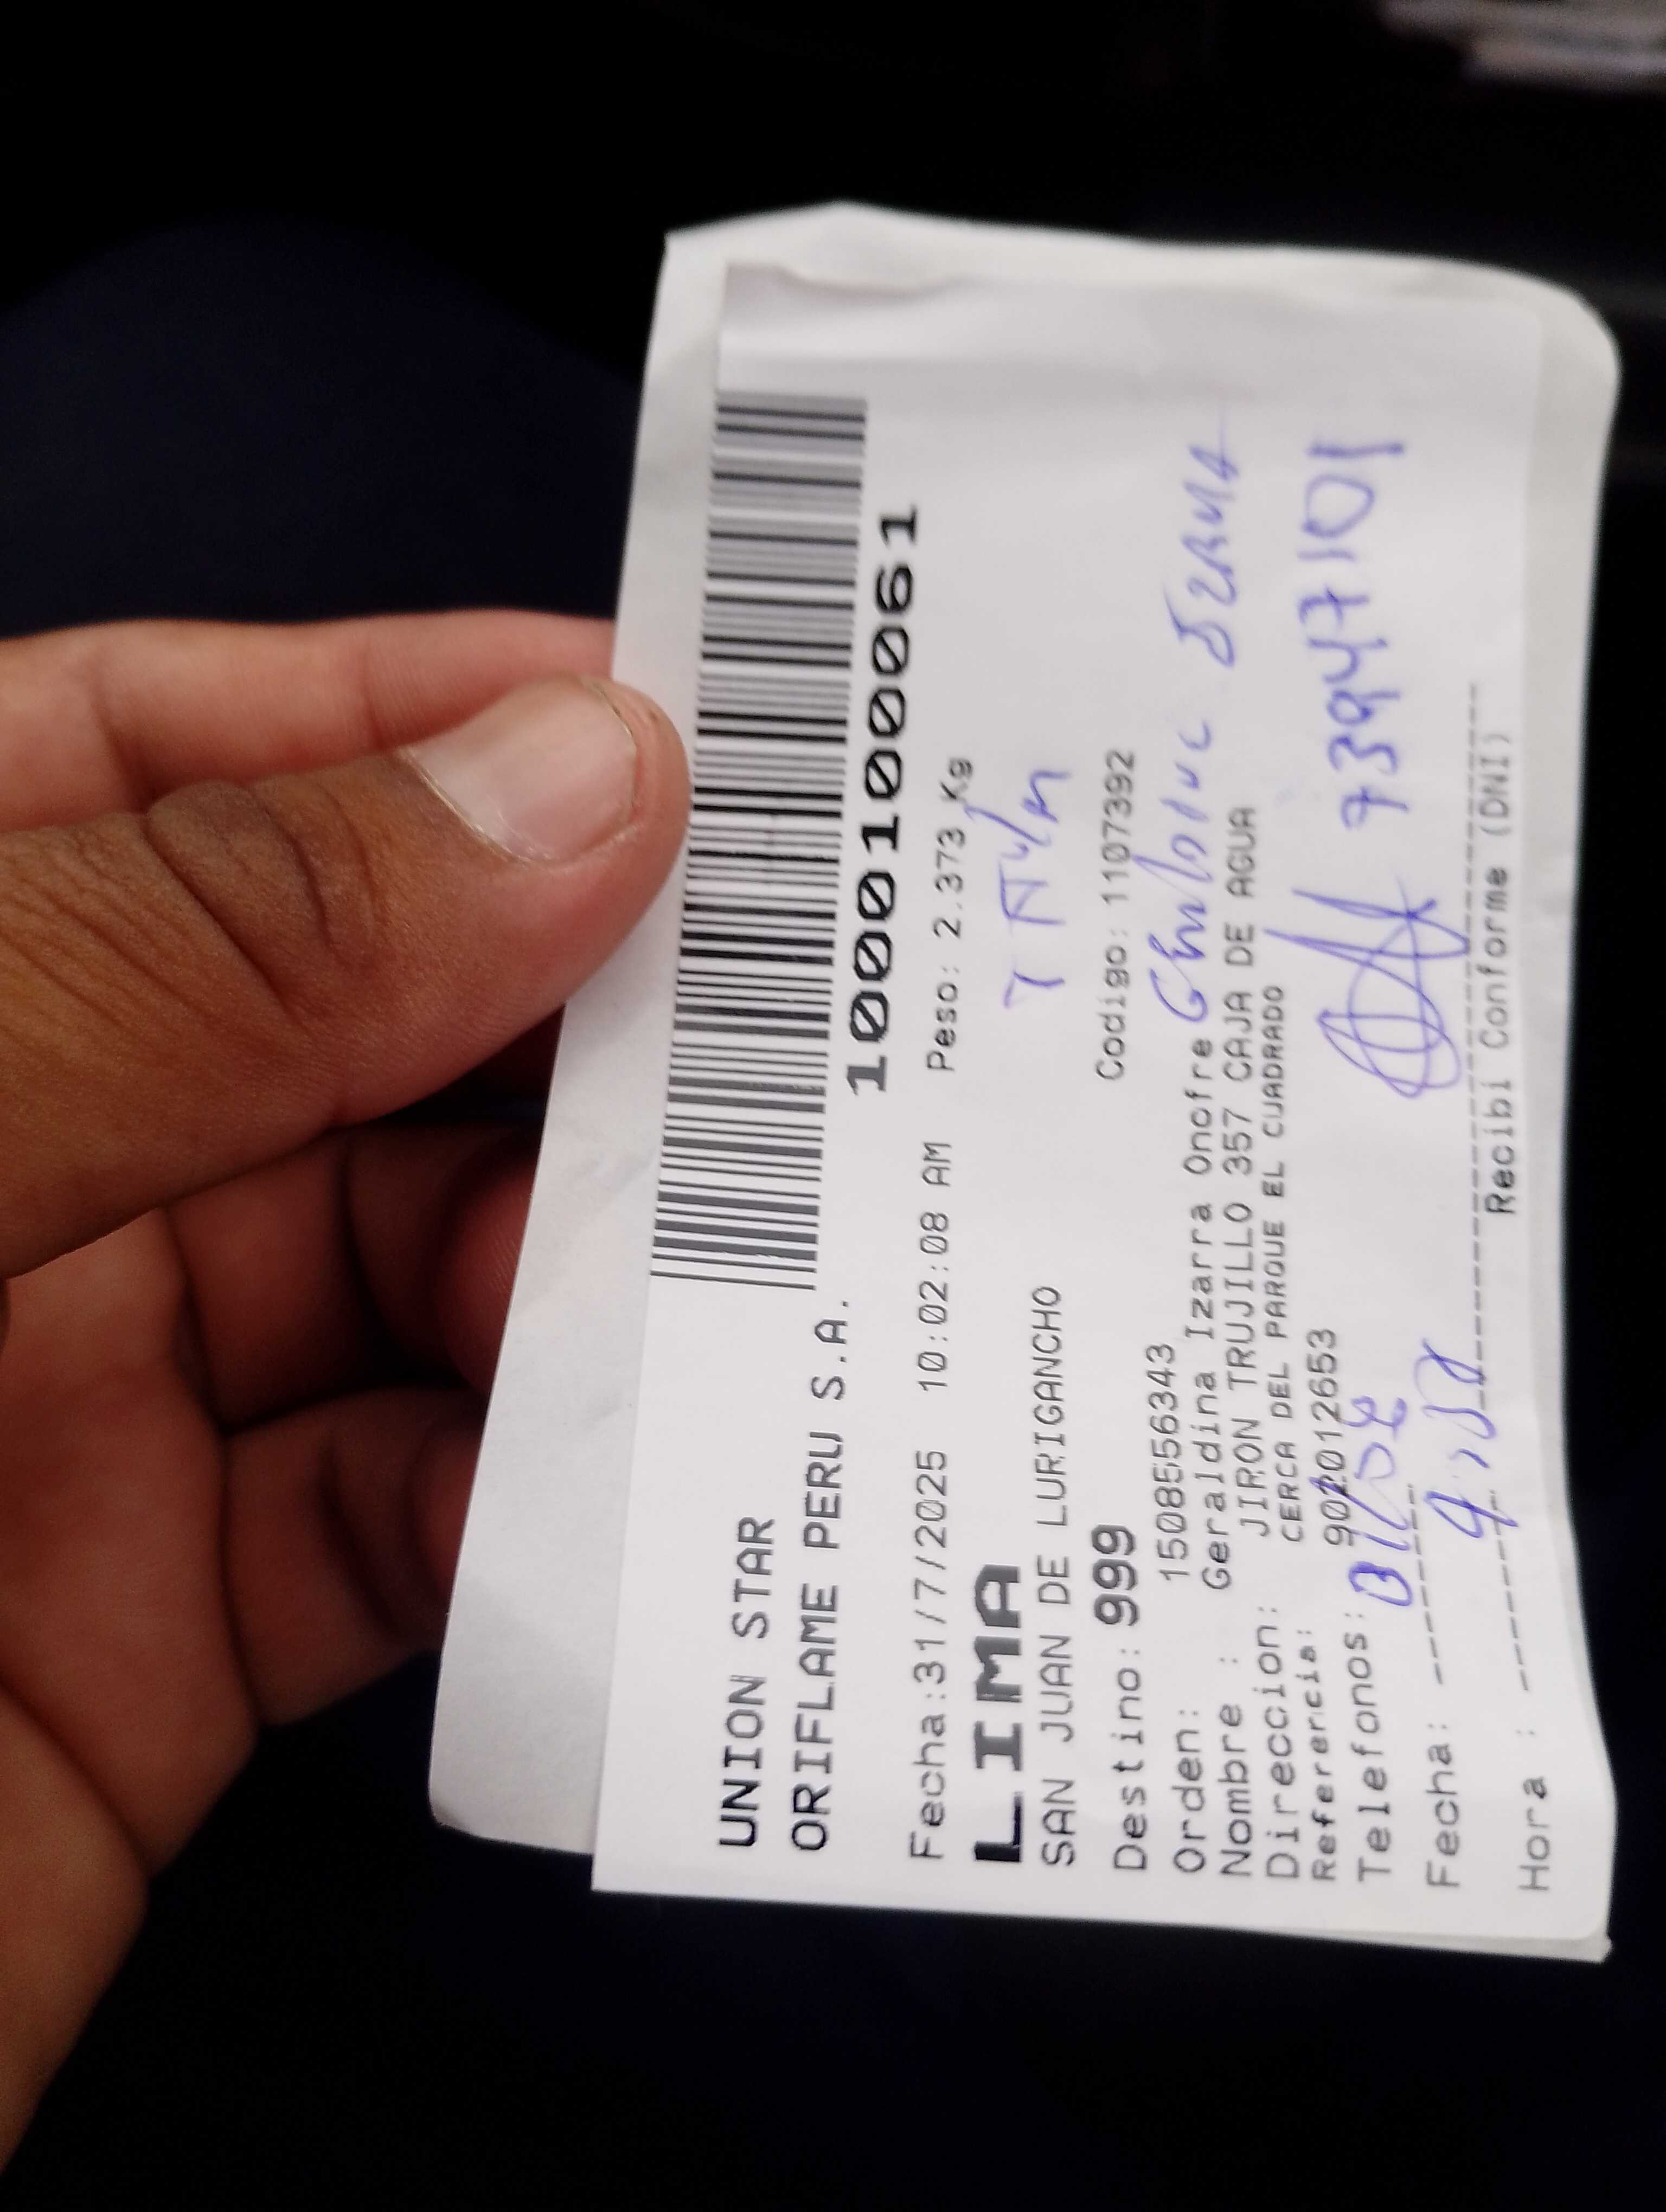 UNION STAR
ORIFLAME PERU S.A.
10001000061
Fecha:31/7/2025 10:02:08 AM Peso: 2.373 Kg
LIMA
SAN JUAN DE LURIGANCHO
Destino: 999 Codigo: 1107392
Orden: 1508556343
Nombre : Geraldina Izarra Onofre
Direccion: JIRON TRUJILLO 357 CAJA DE AGUA
Referencia: CERCA DEL PARQUE EL CUADRADO
Telefonos: 902012653
73947101
Fecha:
Hora :
Recibi Conforme (DNI)